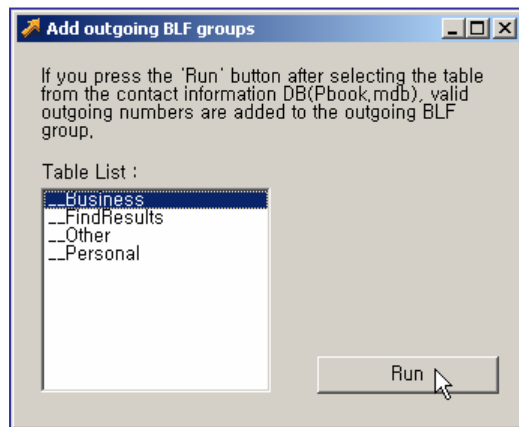 Add outgoing BLF groups
If you press the 'Run' button after selecting the table
from the contact information DB(Pbook,mdb), valid
outgoing numbers are added to the outgoing BLF
group,
Table List :
__Business
__FindResults
__Other
__Personal
Run